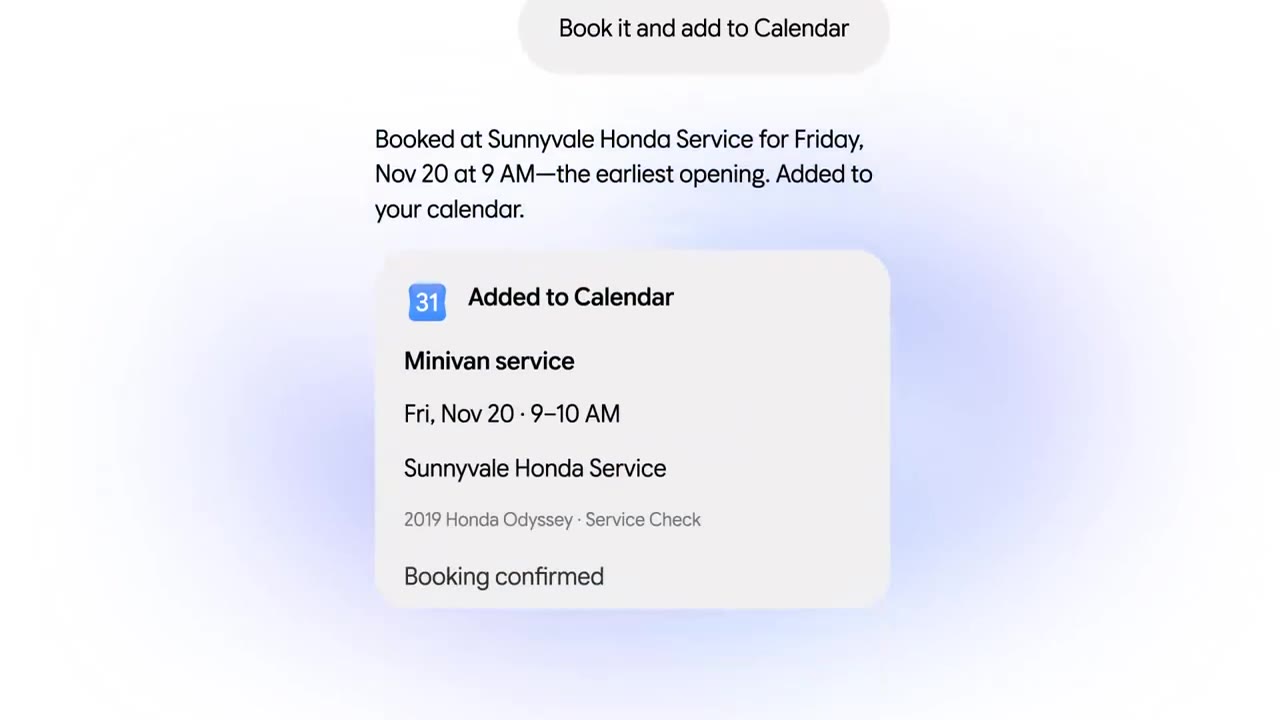 Book it and add to Calendar
Booked at Sunnyvale Honda Service for Friday,
Nov 20 at 9 AM—the earliest opening. Added to
your calendar.
31 Added to Calendar
Minivan service
Fri, Nov 20 · 9–10 AM
Sunnyvale Honda Service
2019 Honda Odyssey · Service Check
Booking confirmed